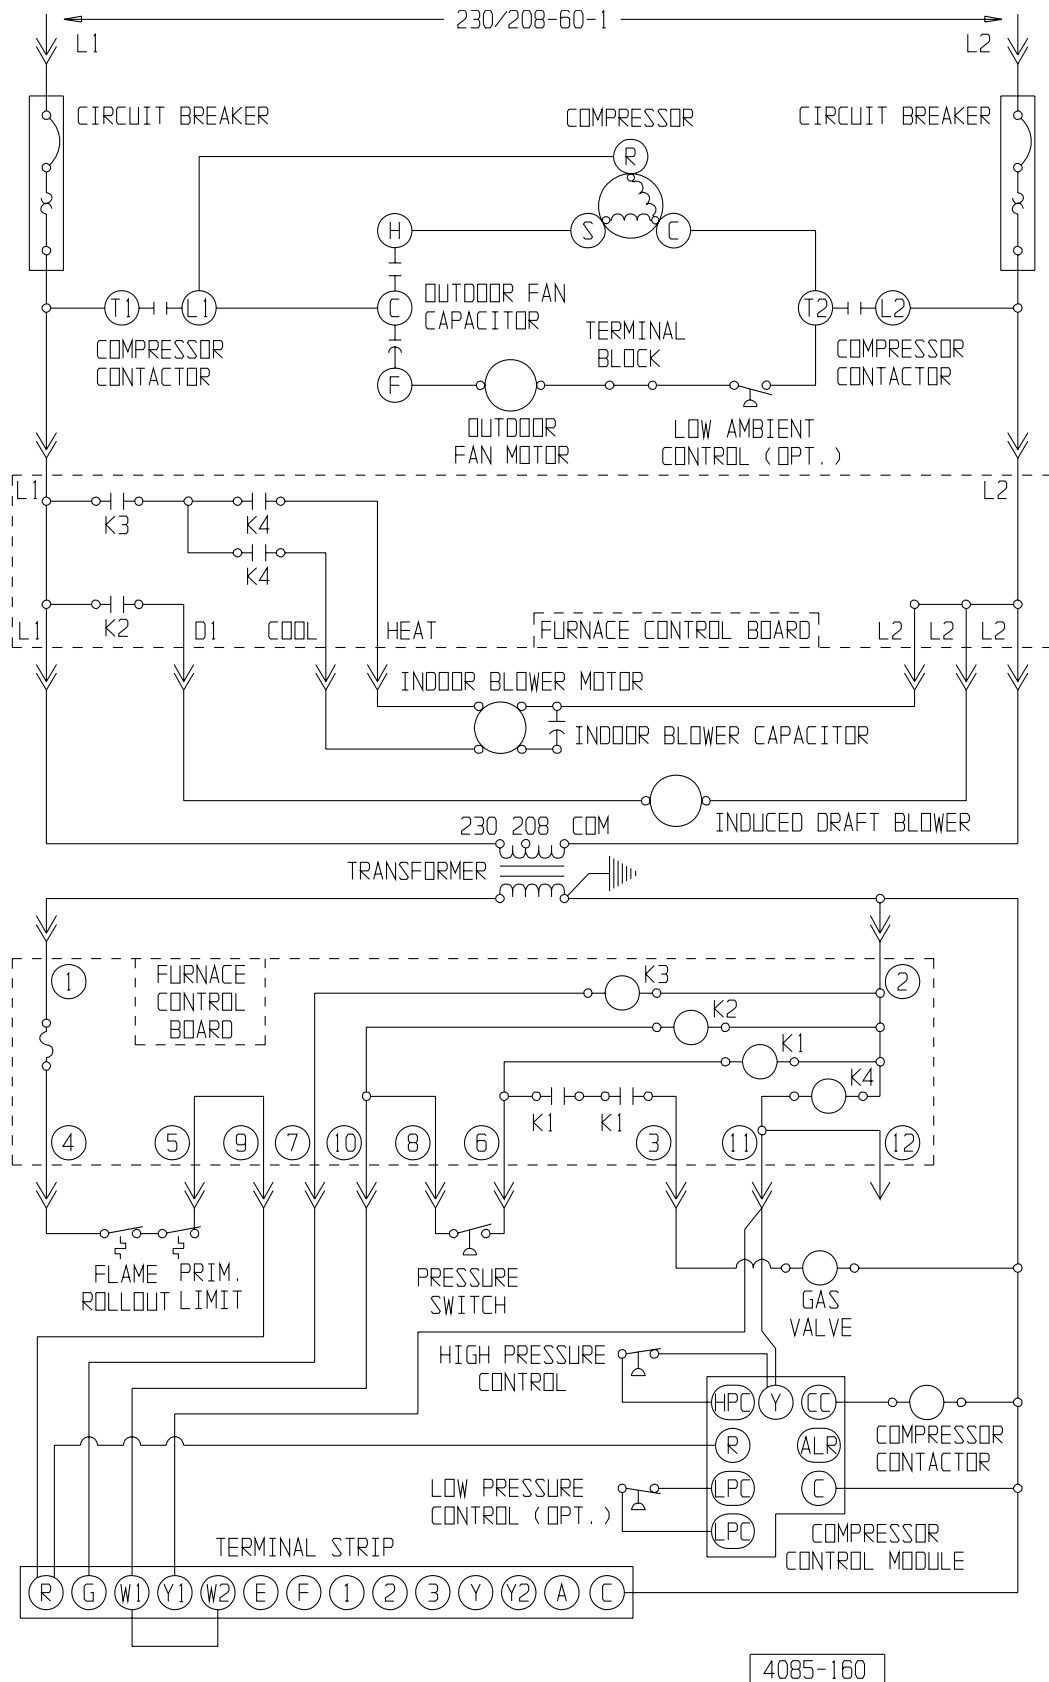 230/208-60-1
L1
L2
CIRCUIT BREAKER
COMPRESSOR
CIRCUIT BREAKER
R
H
S
C
T1
L1
C
OUTDOOR FAN
CAPACITOR
T2
L2
TERMINAL
BLOCK
COMPRESSOR
CONTACTOR
COMPRESSOR
CONTACTOR
F
OUTDOOR
FAN MOTOR
LOW AMBIENT
CONTROL (OPT.)
L1
L2
K3
K4
K4
L1
K2
D1
COOL
HEAT
FURNACE CONTROL BOARD
L2
L2
L2
INDOOR BLOWER MOTOR
INDOOR BLOWER CAPACITOR
INDUCED DRAFT BLOWER
230 208 COM
TRANSFORMER
1
FURNACE
CONTROL
BOARD
K3
2
K2
K1
K4
K1
K1
4
5
9
7
10
8
6
3
11
12
FLAME
ROLLOUT
PRIM.
LIMIT
PRESSURE
SWITCH
GAS
VALVE
HIGH PRESSURE
CONTROL
HPC
Y
CC
R
ALR
COMPRESSOR
CONTACTOR
LOW PRESSURE
CONTROL (OPT.)
LPC
C
LPC
COMPRESSOR
CONTROL MODULE
TERMINAL STRIP
R G W1 Y1 W2 E F 1 2 3 Y Y2 A C
4085-160